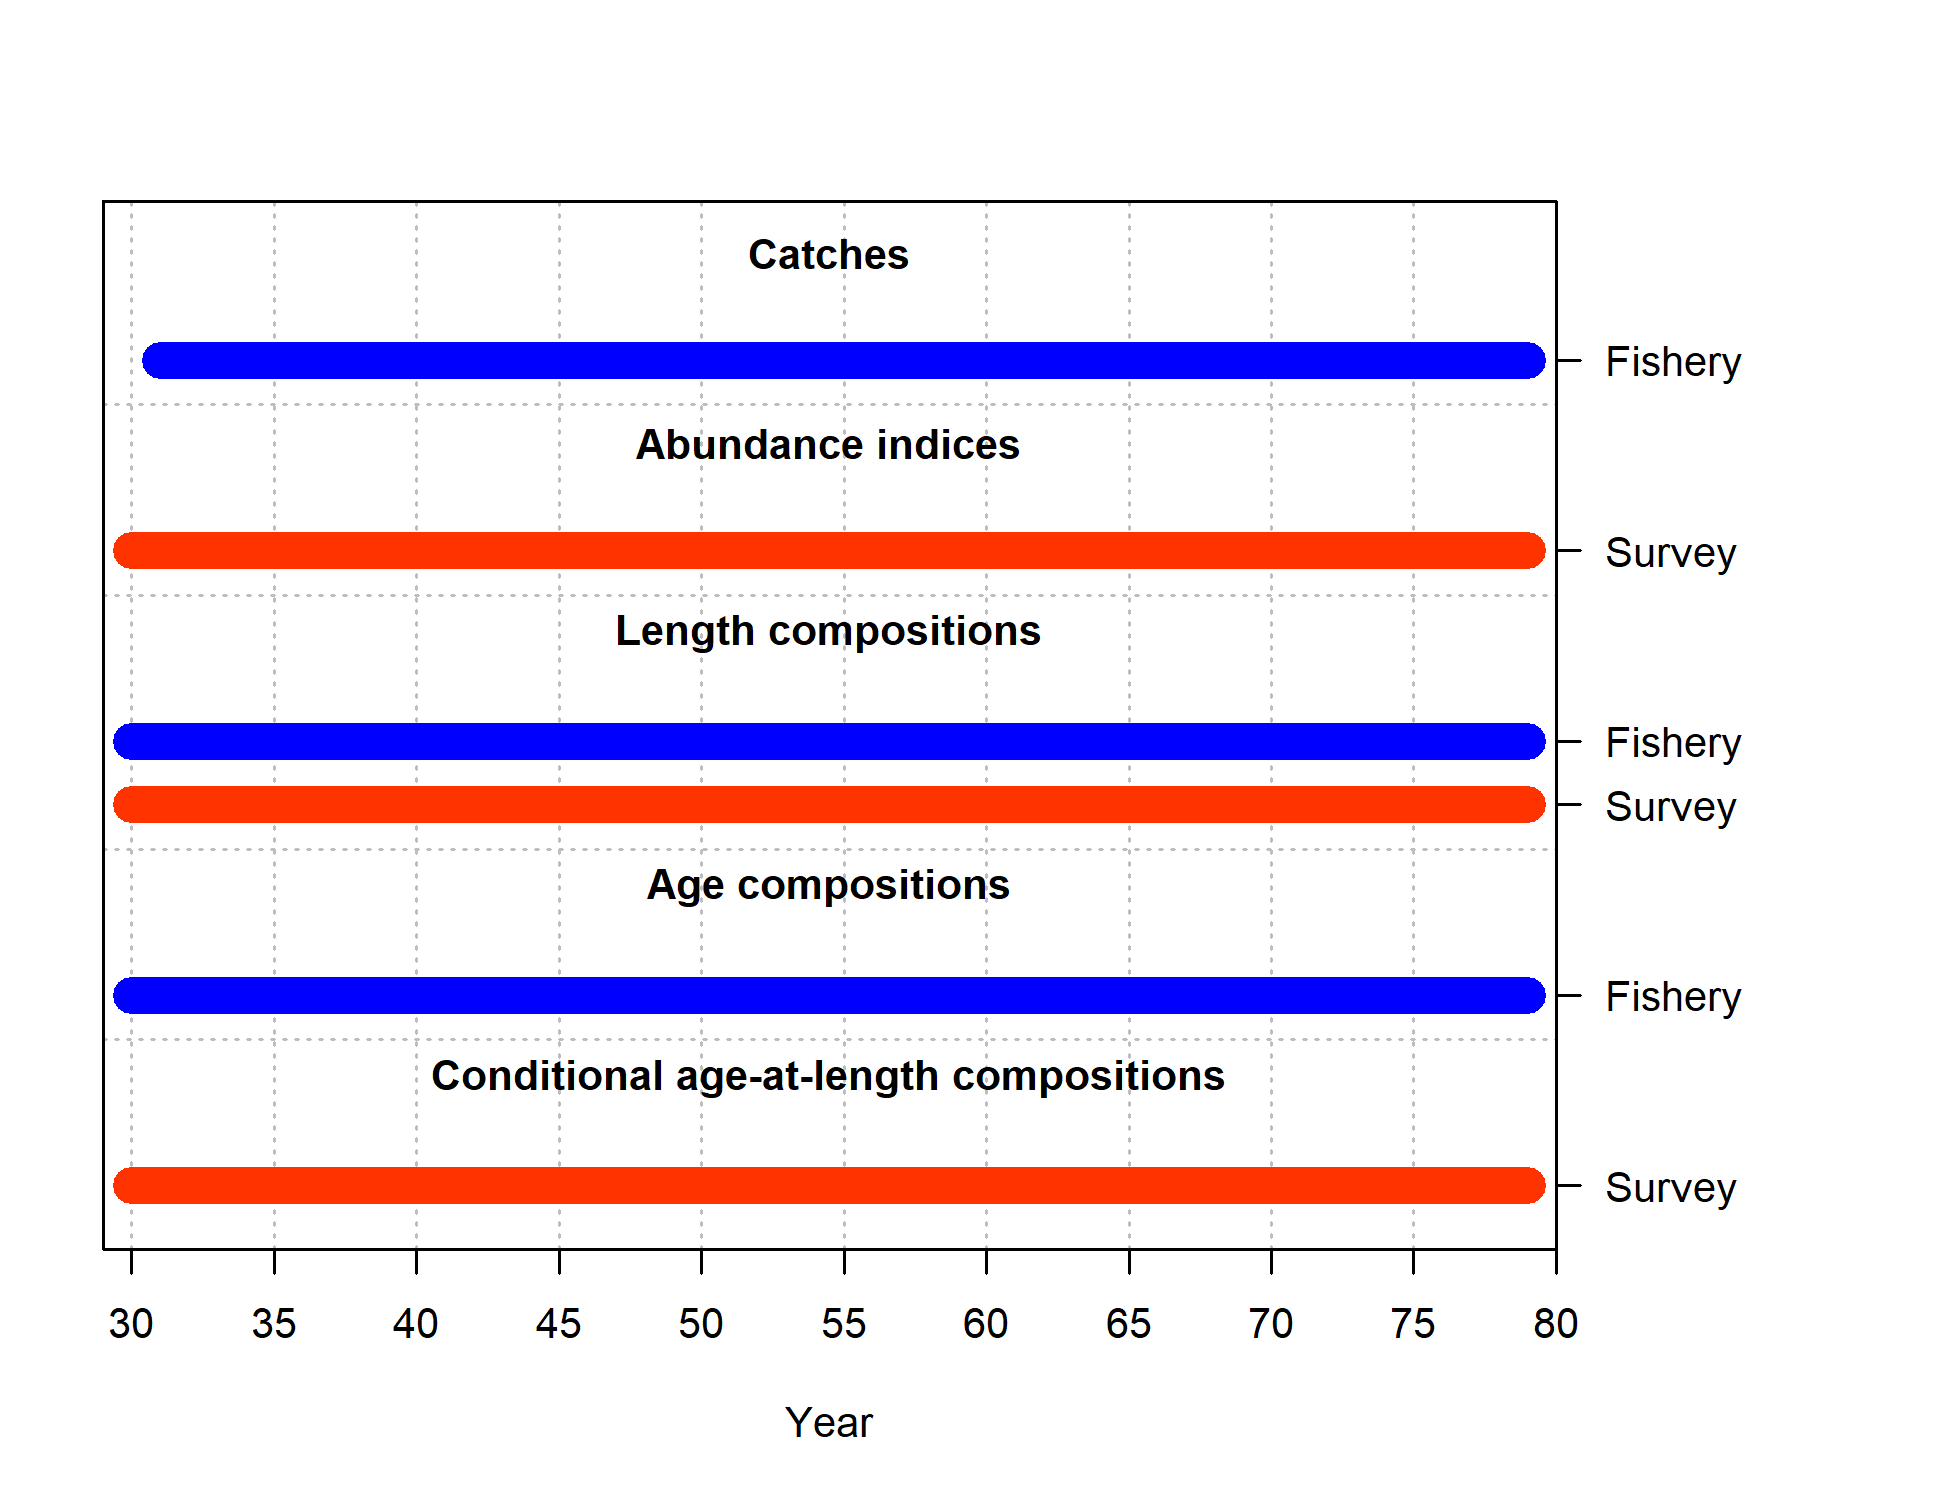 Catches
Fishery
Abundance indices
Survey
Length compositions
Fishery
Survey
Age compositions
Fishery
Conditional age-at-length compositions
Survey
30 35 40 45 50 55 60 65 70 75 80
Year